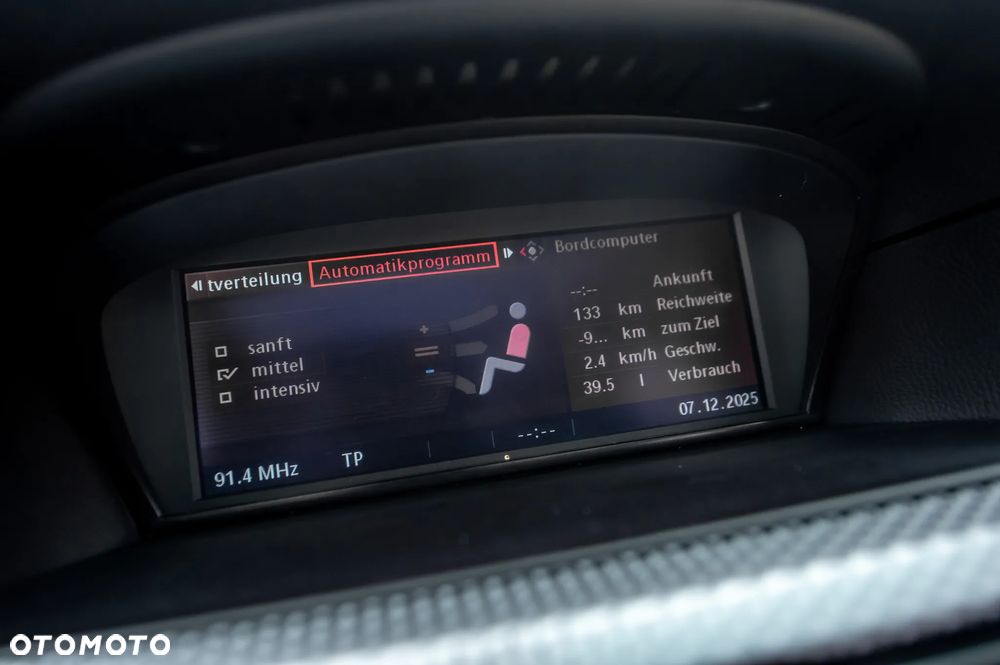 tverteilung Automatikprogramm Bordcomputer
sanft
mittel
intensiv
--:-- Ankunft
133 km Reichweite
-9... km zum Ziel
2.4 km/h Geschw.
39.5 l Verbrauch
91.4 MHz TP --:-- 07.12.2025
OTOMOTO